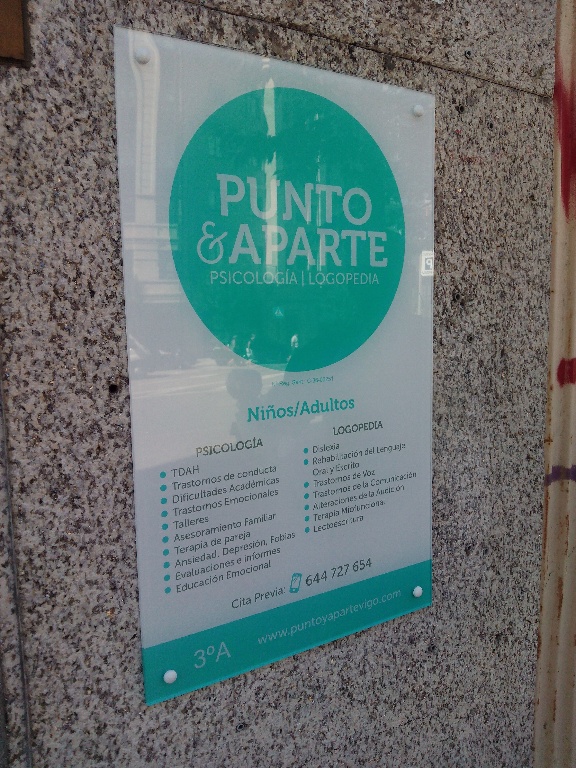 PUNTO
& APARTE
PSICOLOGÍA | LOGOPEDIA
Niños/Adultos
PSICOLOGÍA
TDAH
Trastornos de conducta
Dificultades Académicas
Trastornos Emocionales
Talleres
Asesoramiento Familiar
Terapia de pareja
Ansiedad, Depresión, Fobias
Evaluaciones e informes
Educación Emocional
LOGOPEDIA
Dislexia
Rehabilitación del Lenguaje
Oral y Escrito
Trastornos de Voz
Trastornos de la Comunicación
Alteraciones de la Audición
Terapia Miofuncional
Lectoescritura
Cita Previa: 644 727 654
3ºA www.puntoyapartevigo.com